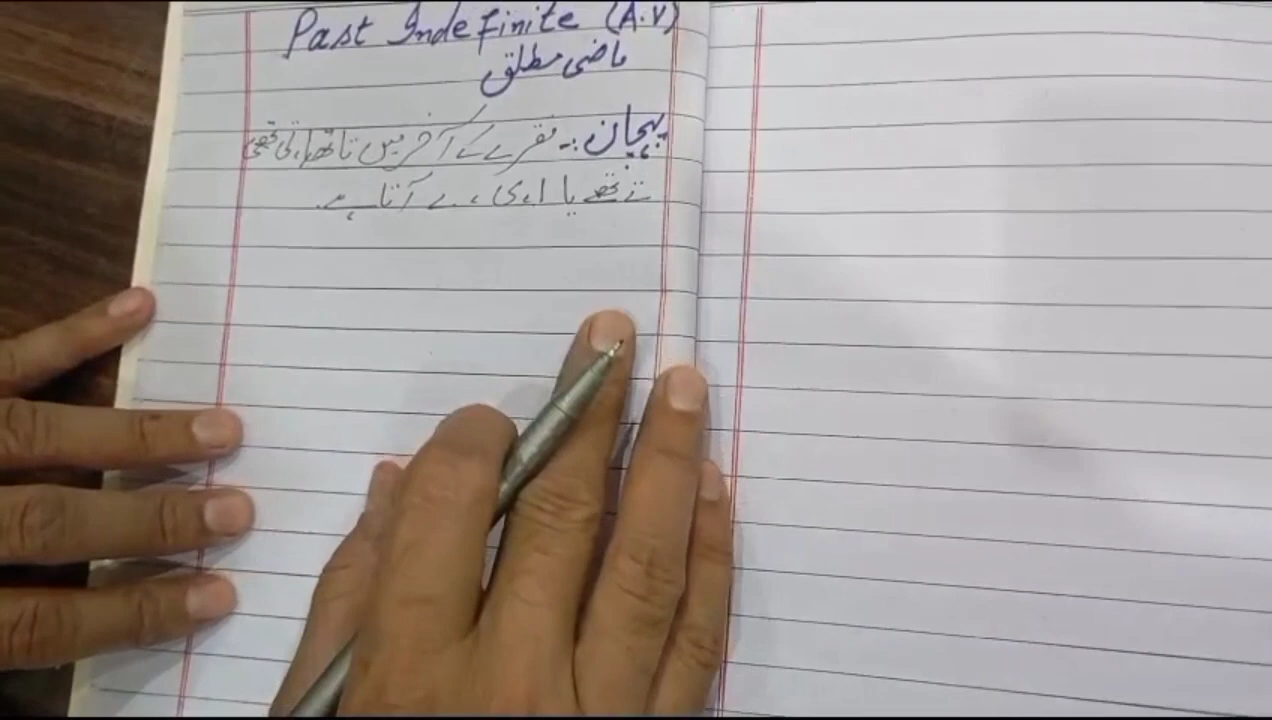 Past Indefinite (A.V)
ماضی مطلق
پہچان :۔ فقرے کے آخر میں تا تھا، تی تھی
تے تھے یا ا، ی، ے آتا ہے۔